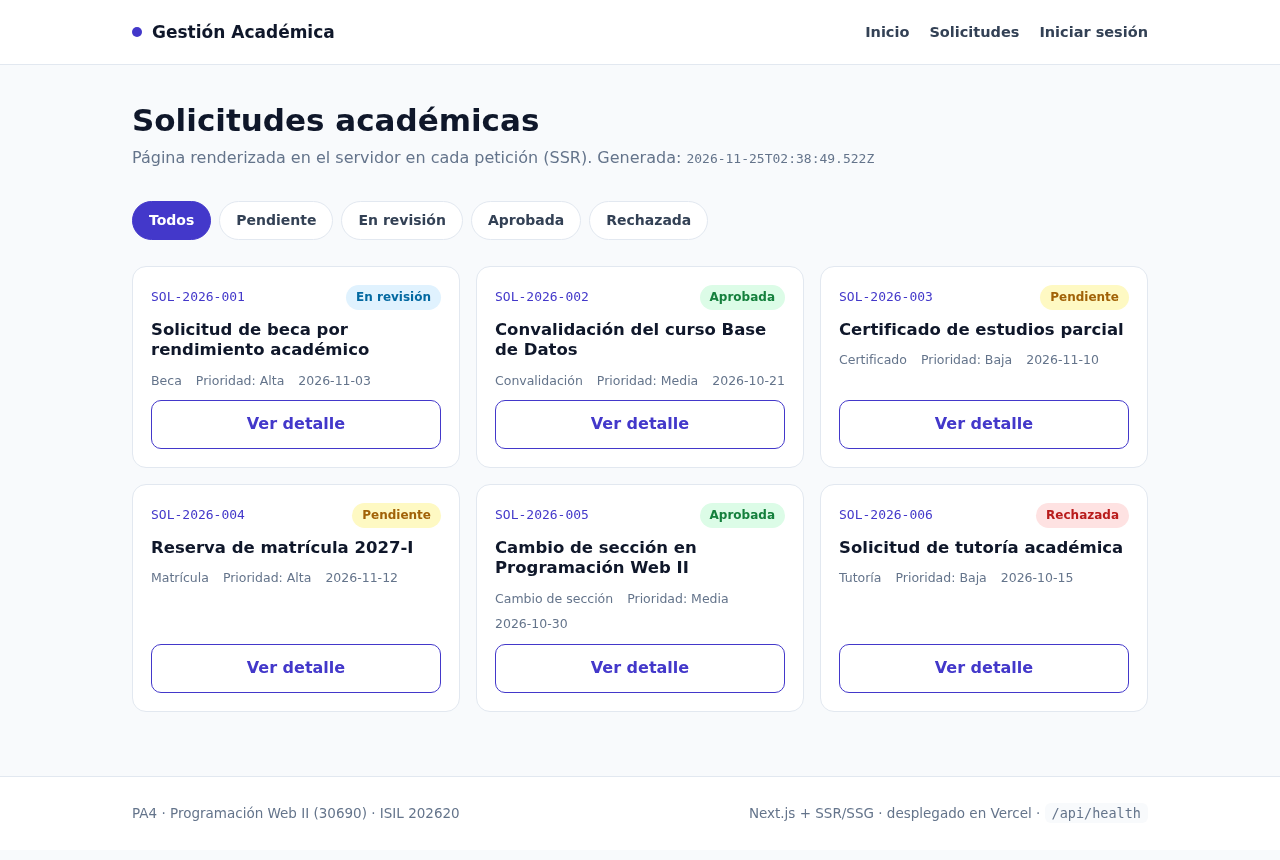 Gestión Académica
Inicio Solicitudes Iniciar sesión
Solicitudes académicas
Página renderizada en el servidor en cada petición (SSR). Generada: 2026-11-25T02:38:49.522Z
Todos Pendiente En revisión Aprobada Rechazada
SOL-2026-001 En revisión
Solicitud de beca por
rendimiento académico
Beca Prioridad: Alta 2026-11-03
Ver detalle
SOL-2026-002 Aprobada
Convalidación del curso Base
de Datos
Convalidación Prioridad: Media 2026-10-21
Ver detalle
SOL-2026-003 Pendiente
Certificado de estudios parcial
Certificado Prioridad: Baja 2026-11-10
Ver detalle
SOL-2026-004 Pendiente
Reserva de matrícula 2027-I
Matrícula Prioridad: Alta 2026-11-12
Ver detalle
SOL-2026-005 Aprobada
Cambio de sección en
Programación Web II
Cambio de sección Prioridad: Media
2026-10-30
Ver detalle
SOL-2026-006 Rechazada
Solicitud de tutoría académica
Tutoría Prioridad: Baja 2026-10-15
Ver detalle
PA4 · Programación Web II (30690) · ISIL 202620
Next.js + SSR/SSG · desplegado en Vercel · /api/health